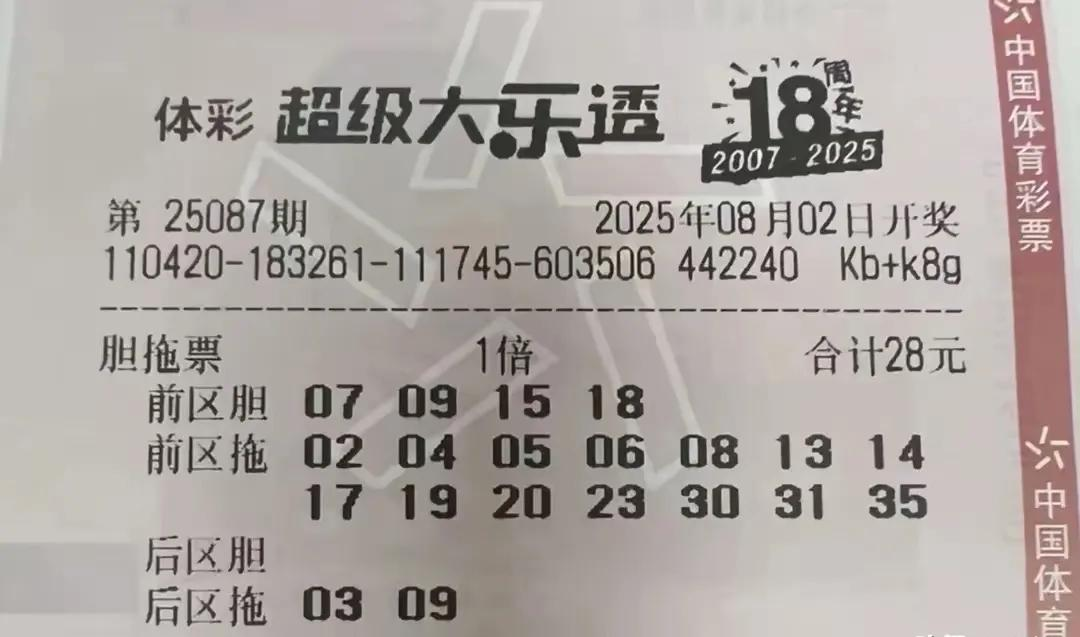 体彩 超级大乐透 18周年
2007-2025
第 25087期 2025年08月02日开奖
110420-183261-111745-603506 442240 Kb+k8g
胆拖票 1倍 合计28元
前区胆 07 09 15 18
前区拖 02 04 05 06 08 13 14
17 19 20 23 30 31 35
后区胆
后区拖 03 09
中国体育彩票
中国体育